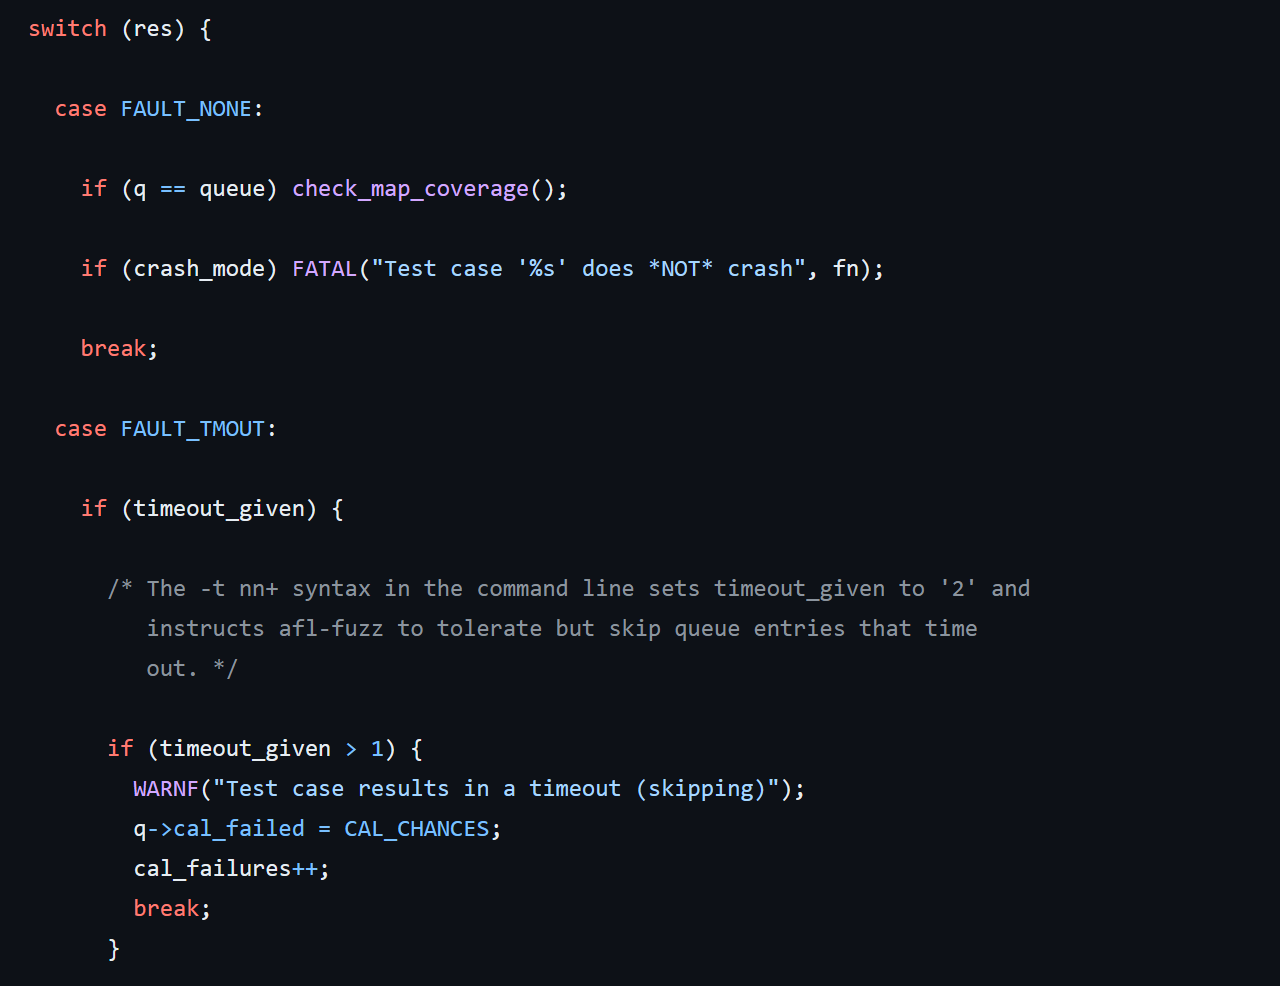 switch (res) {
case FAULT_NONE:
if (q == queue) check_map_coverage();
if (crash_mode) FATAL("Test case '%s' does *NOT* crash", fn);
break;
case FAULT_TMOUT:
if (timeout_given) {
/* The -t nn+ syntax in the command line sets timeout_given to '2' and
instructs afl-fuzz to tolerate but skip queue entries that time
out. */
if (timeout_given > 1) {
WARNF("Test case results in a timeout (skipping)");
q->cal_failed = CAL_CHANCES;
cal_failures++;
break;
}